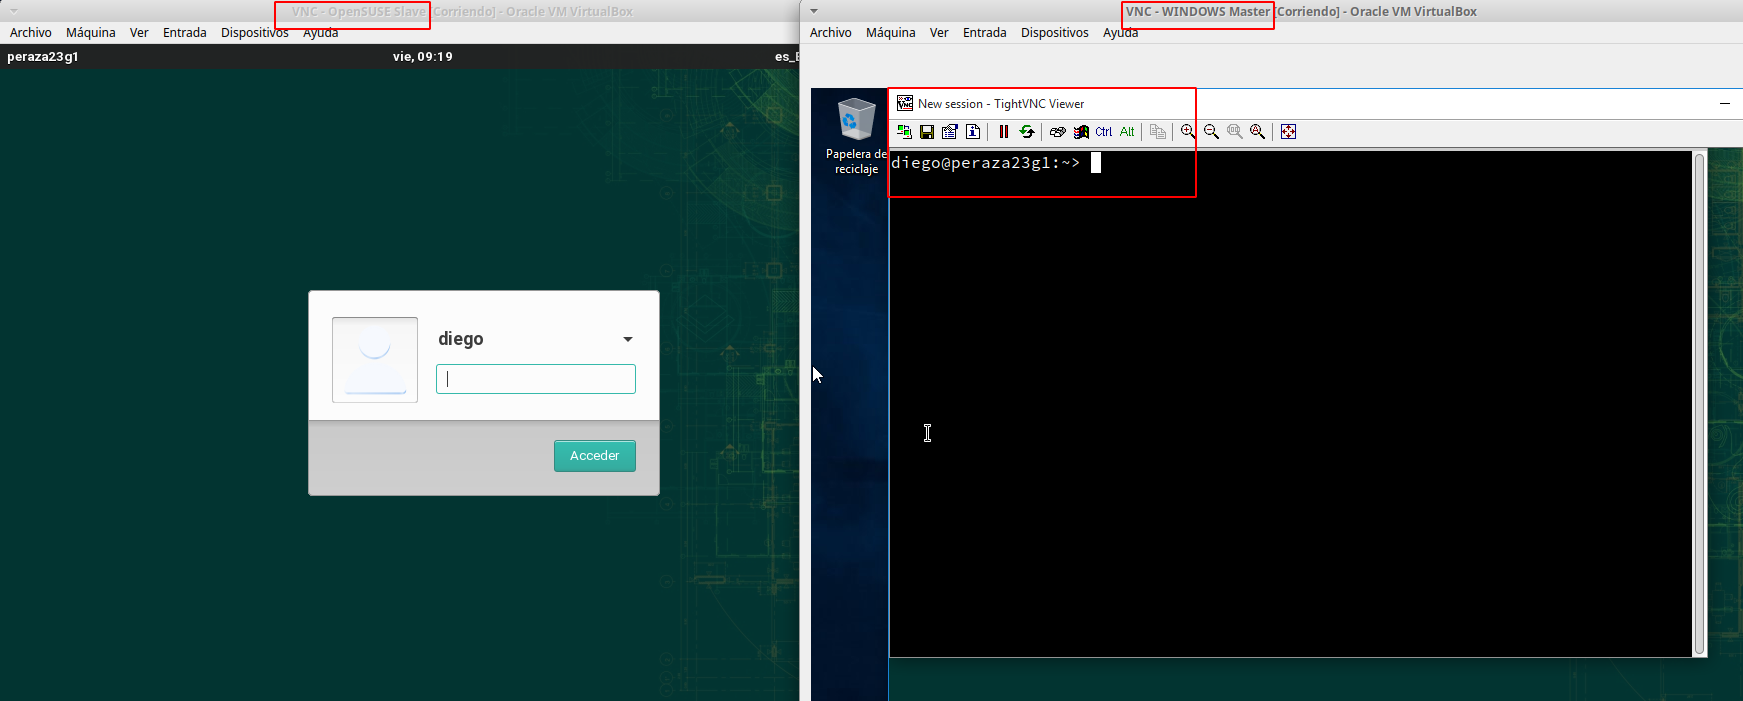 VNC - OpenSUSE Slave [Corriendo] - Oracle VM VirtualBox
Archivo Máquina Ver Entrada Dispositivos Ayuda
peraza23g1 vie, 09:19 es_E
diego
Acceder
VNC - WINDOWS Master [Corriendo] - Oracle VM VirtualBox
Archivo Máquina Ver Entrada Dispositivos Ayuda
Papelera de
reciclaje
New session - TightVNC Viewer
Ctrl Alt
diego@peraza23g1:~>